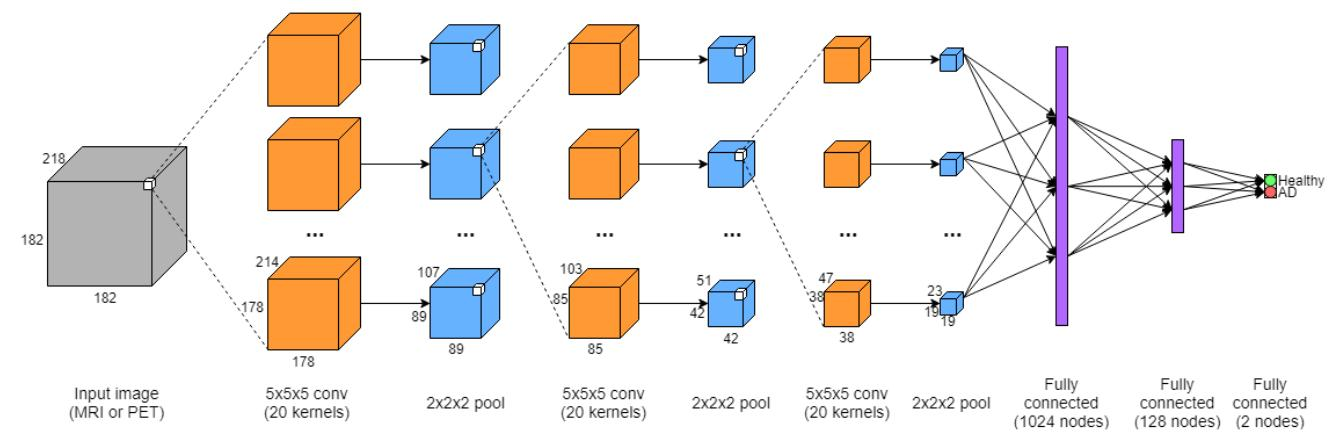 218
182
182
214
178
178
107
89
89
103
85
85
51
42
42
47
38
38
23
19
19
...
...
...
...
...
...
Healthy
AD
Input image
(MRI or PET)
5x5x5 conv
(20 kernels)
2x2x2 pool
5x5x5 conv
(20 kernels)
2x2x2 pool
5x5x5 conv
(20 kernels)
2x2x2 pool
Fully
connected
(1024 nodes)
Fully
connected
(128 nodes)
Fully
connected
(2 nodes)